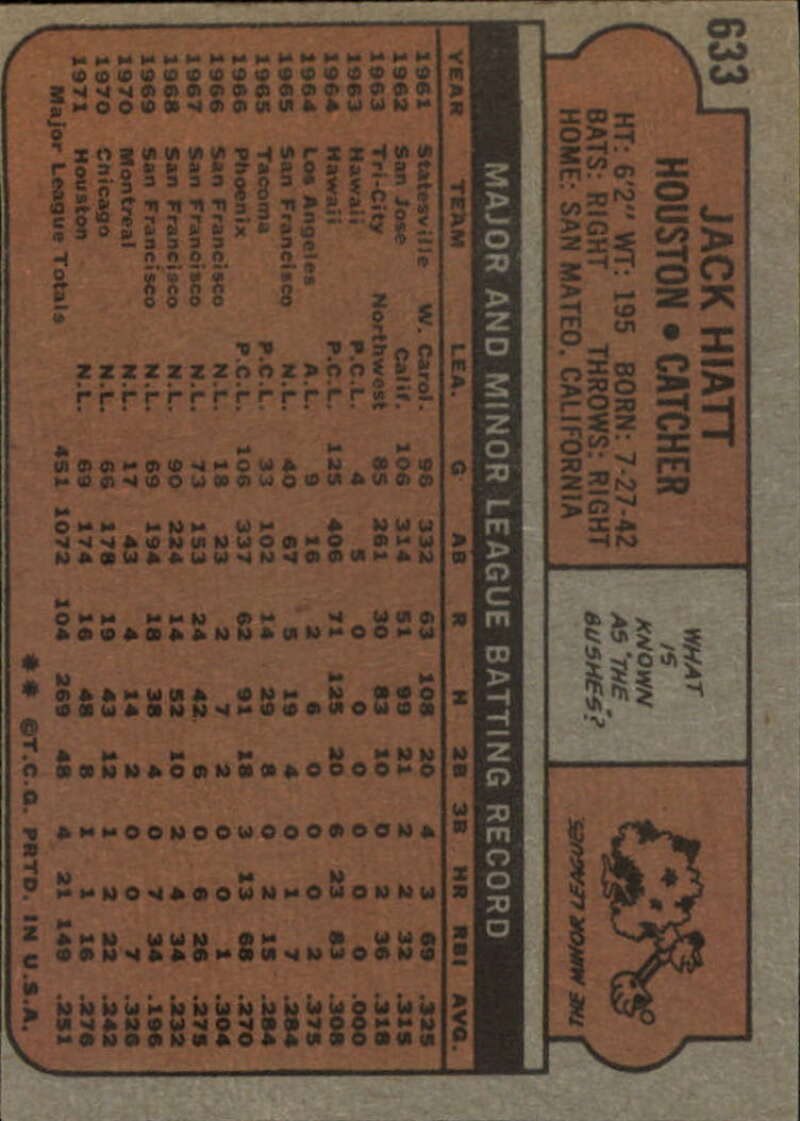 633
JACK HIATT
HOUSTON • CATCHER
HT: 6'2" WT: 195 BORN: 7-27-42
BATS: RIGHT THROWS: RIGHT
HOME: SAN MATEO, CALIFORNIA
WHAT
IS
KNOWN
AS "THE
BUSHES"?
THE MINOR LEAGUES
MAJOR AND MINOR LEAGUE BATTING RECORD
YEAR TEAM LEA. G AB R H 2B 3B HR RBI AVG.
1961 Statesville W. Carol. 96 332 63 108 20 4 3 69 .325
1962 San Jose Calif. 106 314 51 99 21 2 2 32 .315
1963 Tri-City Northwest 85 261 30 83 10 0 2 36 .318
1963 Hawaii P.C.L. 4 5 0 0 0 0 0 0 .000
1964 Hawaii P.C.L. 125 406 71 125 20 6 23 83 .308
1964 Los Angeles A.L. 9 16 2 6 0 0 0 2 .375
1965 San Francisco N.L. 40 67 5 19 4 0 1 7 .284
1965 Tacoma P.C.L. 33 102 14 29 8 0 2 15 .284
1966 Phoenix P.C.L. 106 337 62 91 18 3 13 68 .270
1966 San Francisco N.L. 18 23 2 7 2 0 0 1 .304
1967 San Francisco N.L. 73 153 24 42 6 0 6 26 .275
1968 San Francisco N.L. 90 224 14 52 10 2 4 34 .232
1969 San Francisco N.L. 69 194 18 38 4 0 7 34 .196
1970 Montreal N.L. 17 43 4 14 2 0 0 7 .326
1970 Chicago N.L. 66 178 19 43 12 1 2 22 .242
1971 Houston N.L. 69 174 16 48 8 1 1 16 .276
Major League Totals 451 1072 104 269 48 4 21 149 .251
** ©T.C.G. PRTD. IN U.S.A.